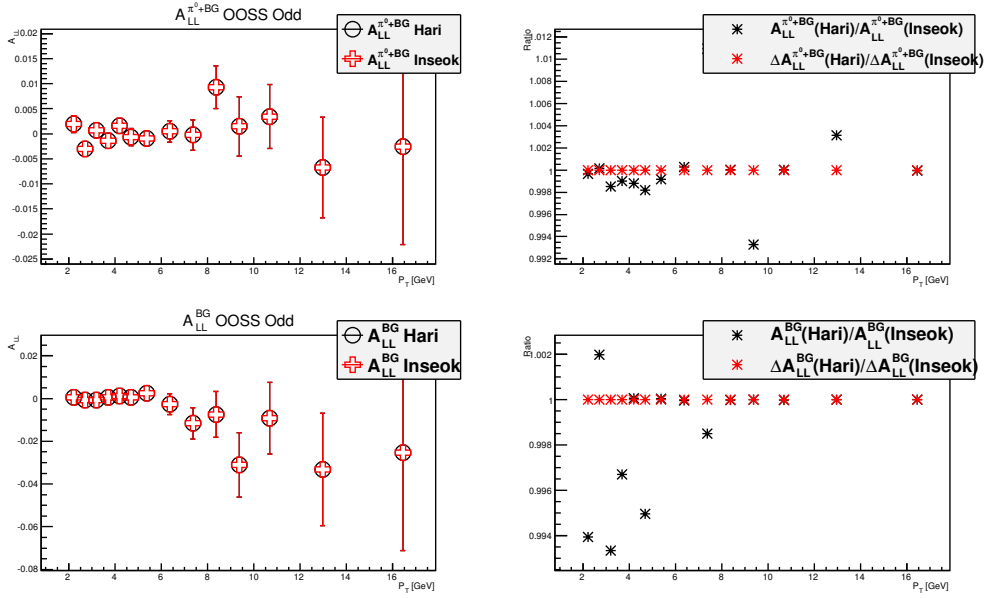 A_LL^π⁰+BG OOSS Odd
A_LL^π⁰+BG Hari
A_LL^π⁰+BG Inseok
A_LL
0.02
0.015
0.01
0.005
0
-0.005
-0.01
-0.015
-0.02
-0.025
2 4 6 8 10 12 14 16 18
P_T [GeV]
A_LL^π⁰+BG(Hari)/A_LL^π⁰+BG(Inseok)
ΔA_LL^π⁰+BG(Hari)/ΔA_LL^π⁰+BG(Inseok)
Ratio
1.012
1.01
1.008
1.006
1.004
1.002
1
0.998
0.996
0.994
0.992
2 4 6 8 10 12 14 16 18
P_T [GeV]
A_LL^BG OOSS Odd
A_LL^BG Hari
A_LL^BG Inseok
A_LL
0.02
0
-0.02
-0.04
-0.06
-0.08
2 4 6 8 10 12 14 16 18
P_T [GeV]
A_LL^BG(Hari)/A_LL^BG(Inseok)
ΔA_LL^BG(Hari)/ΔA_LL^BG(Inseok)
Ratio
1.002
1
0.998
0.996
0.994
2 4 6 8 10 12 14 16 18
P_T [GeV]